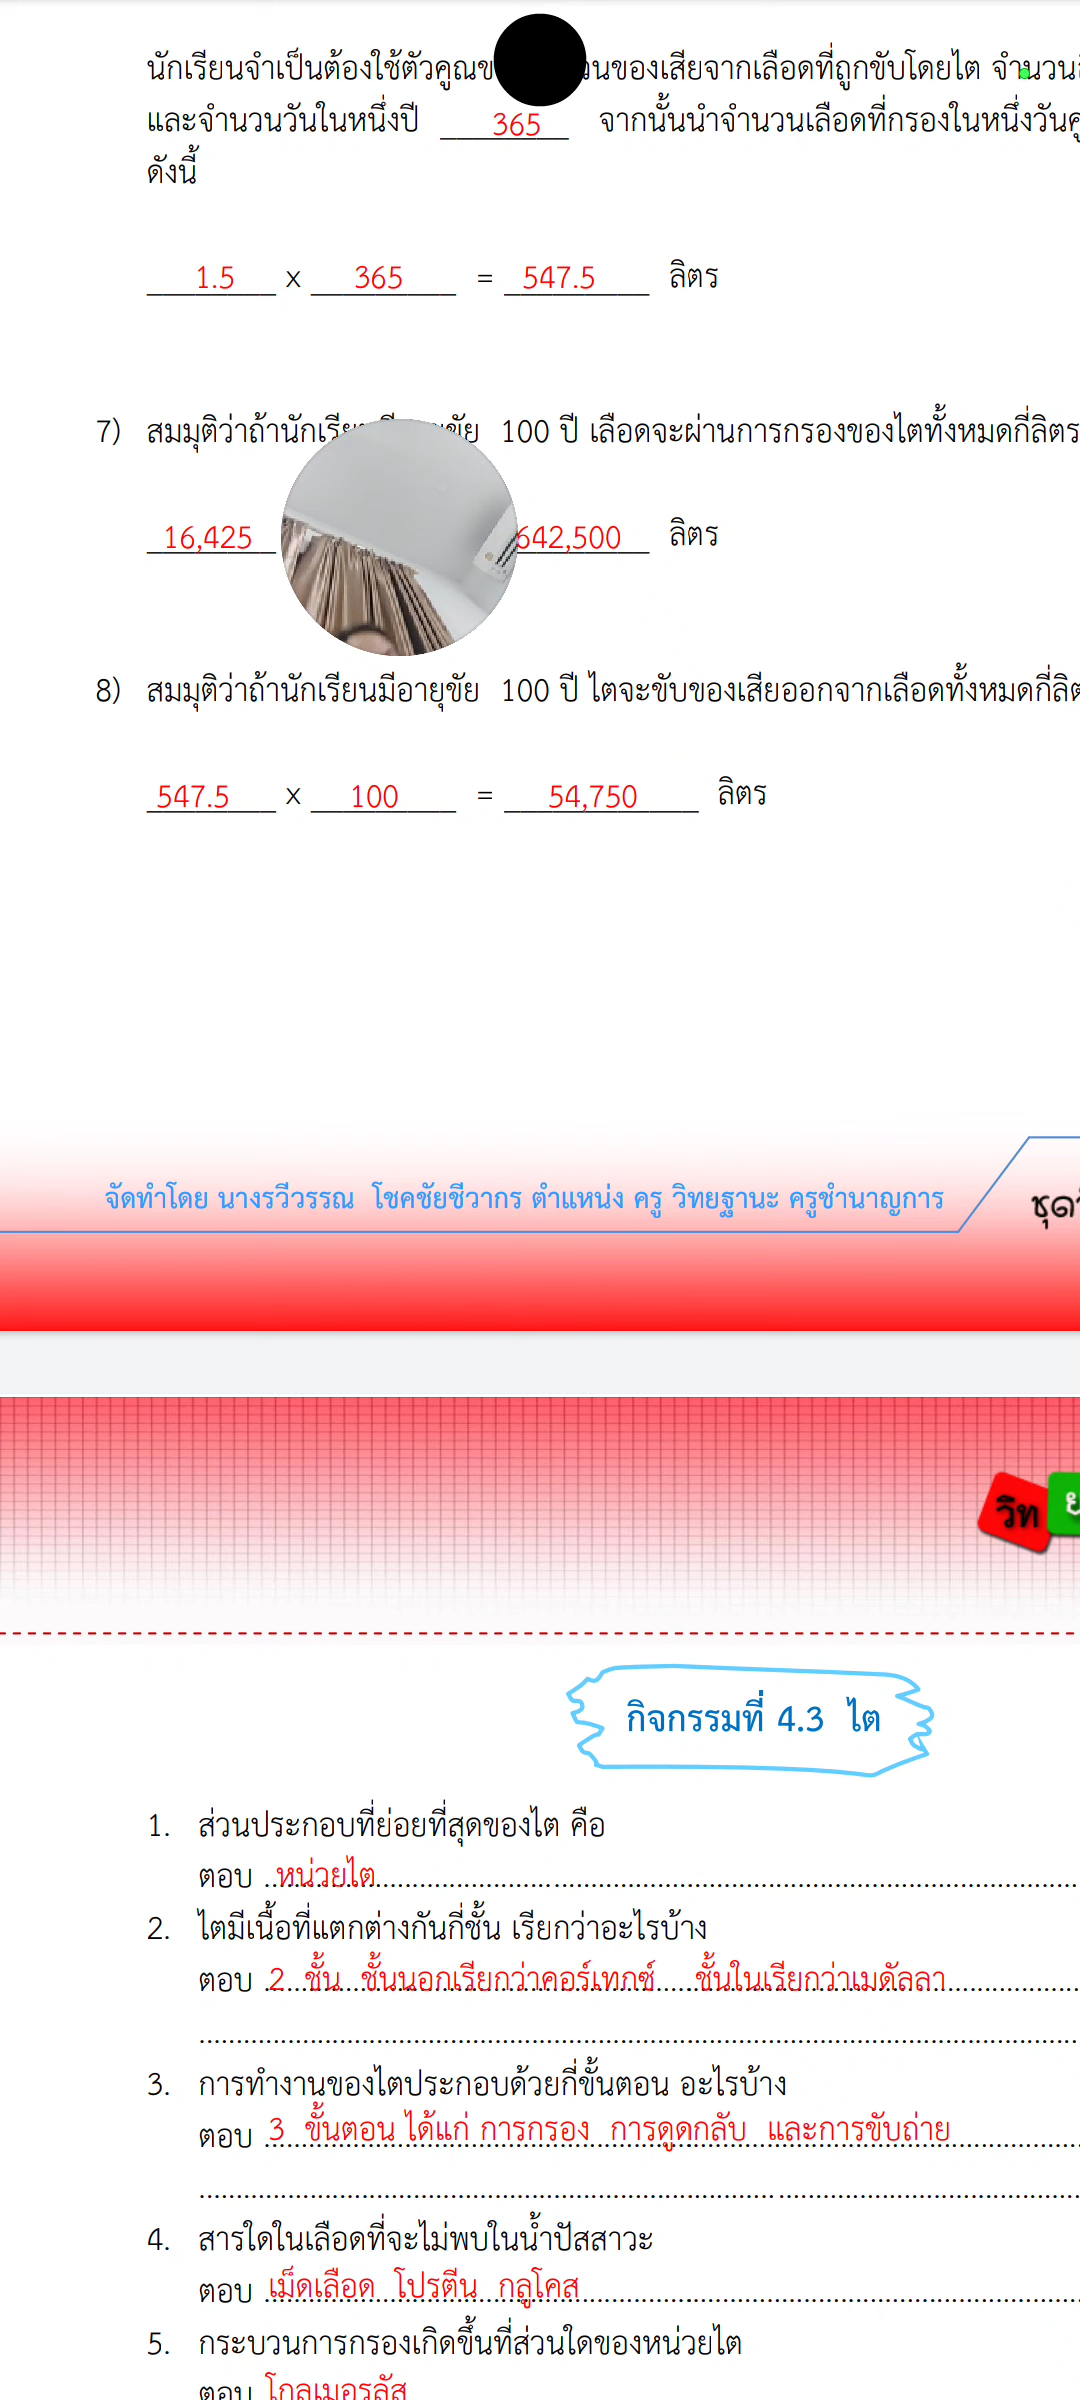 นักเรียนจำเป็นต้องใช้ตัวคูณข วนของเสียจากเลือดที่ถูกขับโดยไต จำนวน
และจำนวนวันในหนึ่งปี 365 จากนั้นนำจำนวนเลือดที่กรองในหนึ่งวันคู
ดังนี้
1.5 x 365 = 547.5 ลิตร
7) สมมุติว่าถ้านักเรีย ขัย 100 ปี เลือดจะผ่านการกรองของไตทั้งหมดกี่ลิตร
16,425 642,500 ลิตร
8) สมมุติว่าถ้านักเรียนมีอายุขัย 100 ปี ไตจะขับของเสียออกจากเลือดทั้งหมดกี่ลิต
547.5 x 100 = 54,750 ลิตร
จัดทำโดย นางรวีวรรณ โชคชัยชีวากร ตำแหน่ง ครู วิทยฐานะ ครูชำนาญการ
ชุด
วิท ย
กิจกรรมที่ 4.3 ไต
1. ส่วนประกอบที่ย่อยที่สุดของไต คือ
ตอบ หน่วยไต
2. ไตมีเนื้อที่แตกต่างกันกี่ชั้น เรียกว่าอะไรบ้าง
ตอบ 2 ชั้น ชั้นนอกเรียกว่าคอร์เทกซ์ ชั้นในเรียกว่าเมดัลลา
3. การทำงานของไตประกอบด้วยกี่ขั้นตอน อะไรบ้าง
ตอบ 3 ขั้นตอน ได้แก่ การกรอง การดูดกลับ และการขับถ่าย
4. สารใดในเลือดที่จะไม่พบในน้ำปัสสาวะ
ตอบ เม็ดเลือด โปรตีน กลูโคส
5. กระบวนการกรองเกิดขึ้นที่ส่วนใดของหน่วยไต
ตอบ โกลเมอรูลัส